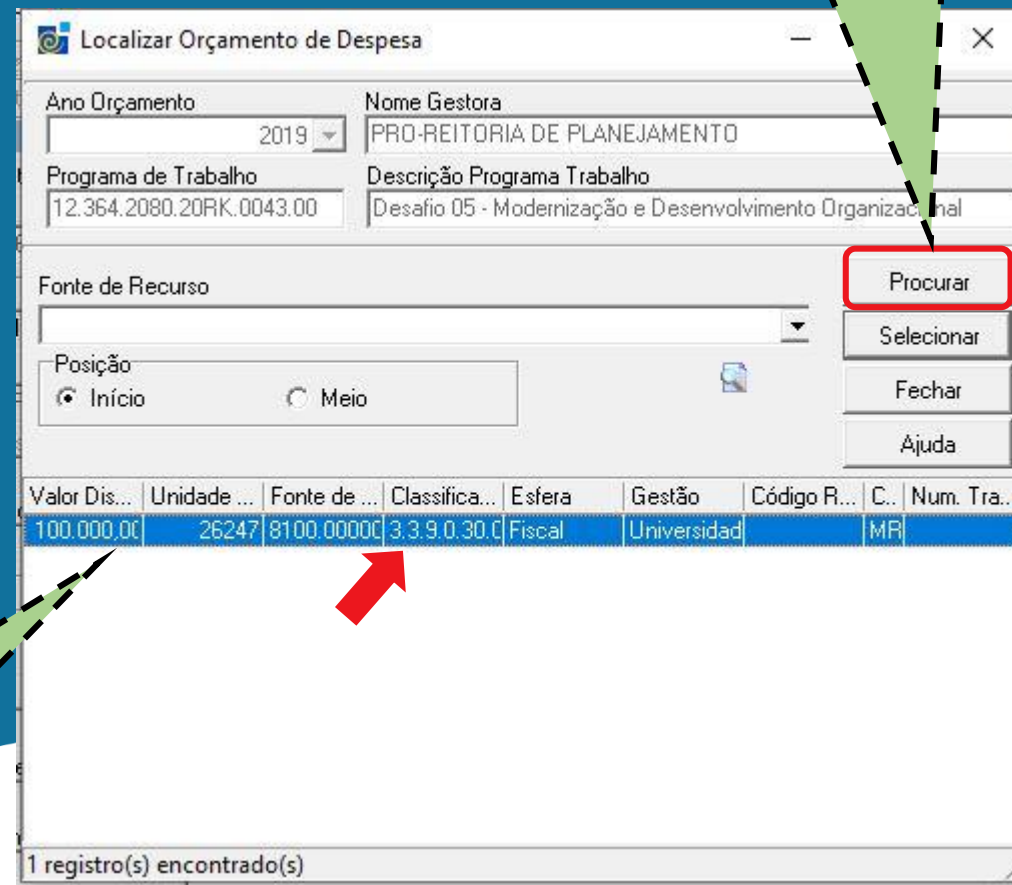 Localizar Orçamento de Despesa
Ano Orçamento Nome Gestora
2019 PRO-REITORIA DE PLANEJAMENTO
Programa de Trabalho Descrição Programa Trabalho
12.364.2080.20RK.0043.00 Desafio 05 - Modernização e Desenvolvimento Organizacional
Fonte de Recurso
Procurar
Selecionar
Posição
Início Meio
Fechar
Ajuda
Valor Dis... Unidade ... Fonte de ... Classifica... Esfera Gestão Código R... C... Num. Tra...
100.000,00 26247 8100.00000 3.3.9.0.30.0 Fiscal Universidad MR
1 registro(s) encontrado(s)